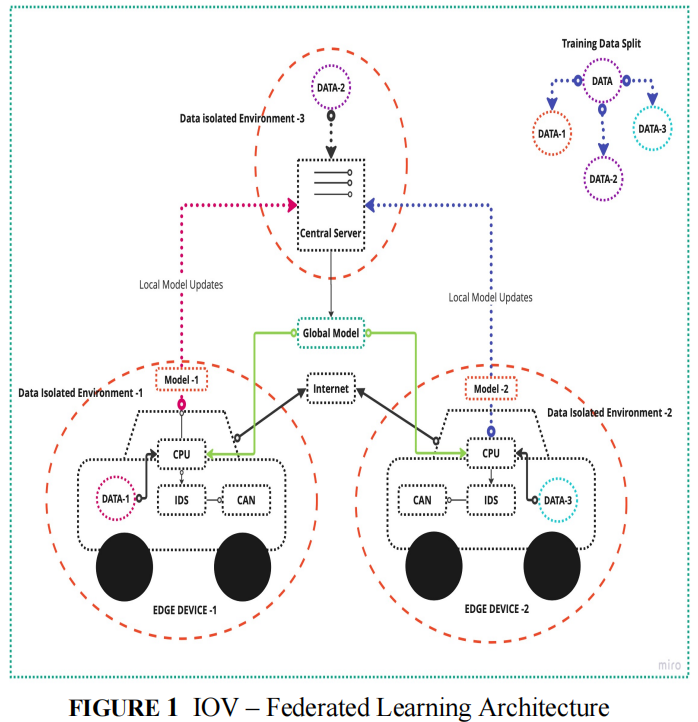 Training Data Split
DATA
DATA-1
DATA-3
DATA-2
DATA-2
Data isolated Environment -3
Central Server
Local Model Updates
Local Model Updates
Global Model
Internet
Model -1
Data Isolated Environment -1
CPU
DATA-1
IDS
CAN
EDGE DEVICE -1
Model -2
Data Isolated Environment -2
CPU
CAN
IDS
DATA-3
EDGE DEVICE -2
miro
FIGURE 1 IOV – Federated Learning Architecture